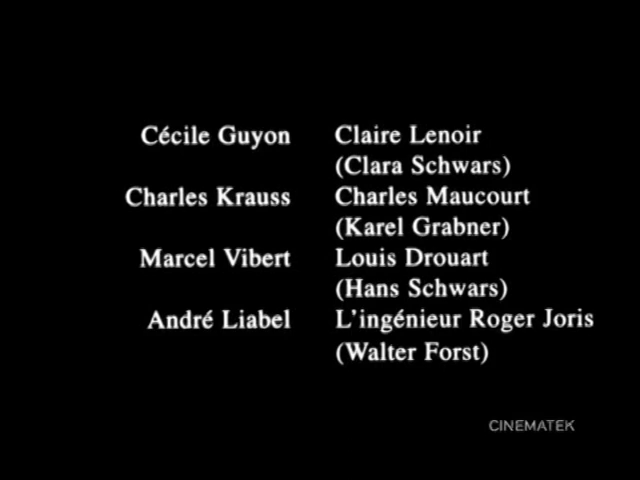 Cécile Guyon Claire Lenoir
(Clara Schwars)
Charles Krauss Charles Maucourt
(Karel Grabner)
Marcel Vibert Louis Drouart
(Hans Schwars)
André Liabel L'ingénieur Roger Joris
(Walter Forst)
CINEMATEK